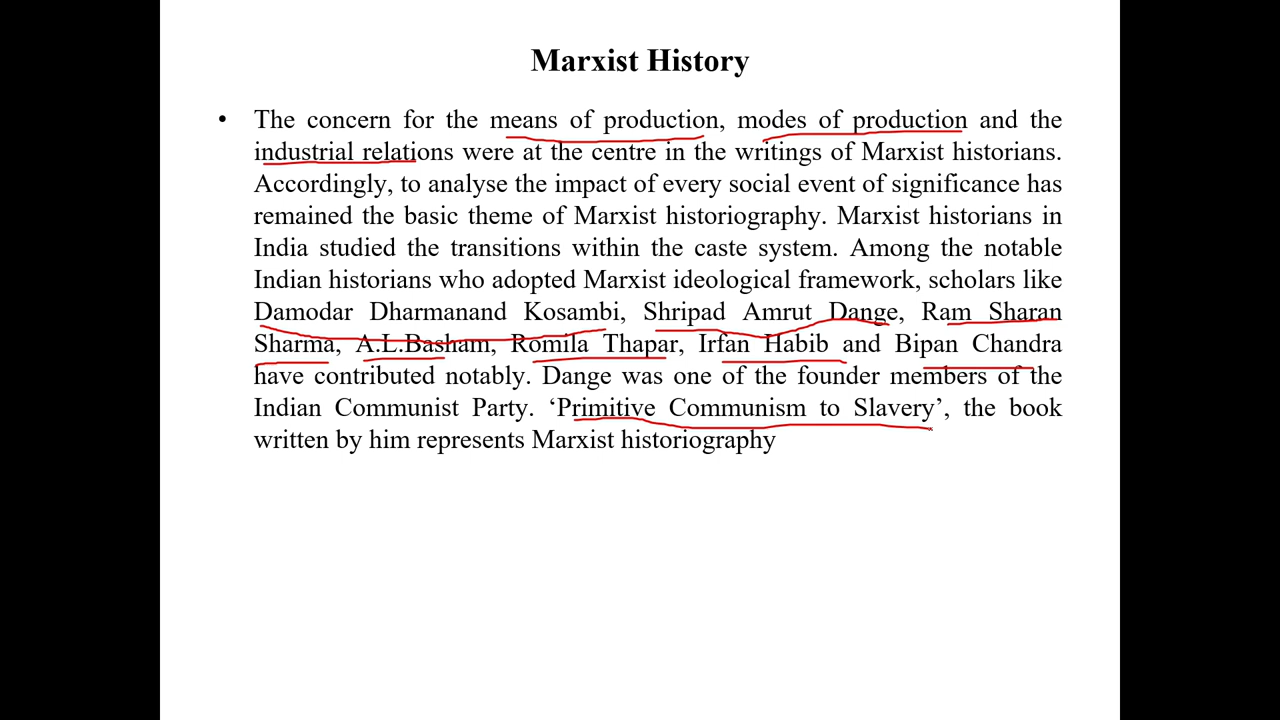 Marxist History
• The concern for the means of production, modes of production and the
industrial relations were at the centre in the writings of Marxist historians.
Accordingly, to analyse the impact of every social event of significance has
remained the basic theme of Marxist historiography. Marxist historians in
India studied the transitions within the caste system. Among the notable
Indian historians who adopted Marxist ideological framework, scholars like
Damodar Dharmanand Kosambi, Shripad Amrut Dange, Ram Sharan
Sharma, A.L.Basham, Romila Thapar, Irfan Habib and Bipan Chandra
have contributed notably. Dange was one of the founder members of the
Indian Communist Party. ‘Primitive Communism to Slavery’, the book
written by him represents Marxist historiography